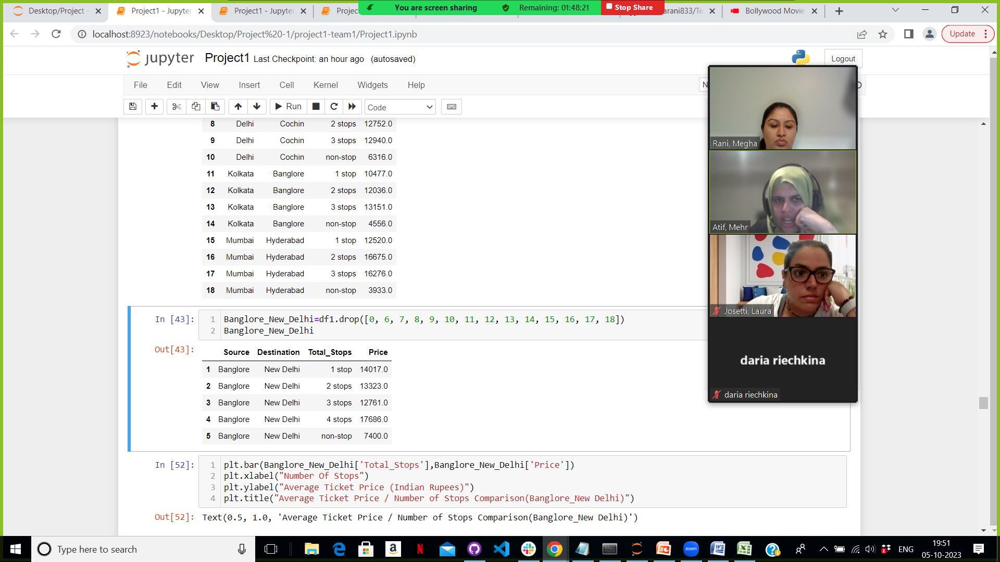 Desktop/Project - Project1 - Jupyter Project1 - Jupyter Projec arani833/Te Bollywood Movie
You are screen sharing Remaining: 01:48:21 Stop Share
localhost:8923/notebooks/Desktop/Project%20-1/project1-team1/Project1.ipynb Update
jupyter Project1 Last Checkpoint: an hour ago (autosaved) Logout
File Edit View Insert Cell Kernel Widgets Help N
Run Code
8 Delhi Cochin 2 stops 12752.0
9 Delhi Cochin 3 stops 12940.0
10 Delhi Cochin non-stop 6316.0
11 Kolkata Banglore 1 stop 10477.0
12 Kolkata Banglore 2 stops 12036.0
13 Kolkata Banglore 3 stops 13151.0
14 Kolkata Banglore non-stop 4556.0
15 Mumbai Hyderabad 1 stop 12520.0
16 Mumbai Hyderabad 2 stops 16675.0
17 Mumbai Hyderabad 3 stops 16276.0
18 Mumbai Hyderabad non-stop 3933.0
In [43]:
1 Banglore_New_Delhi=df1.drop([0, 6, 7, 8, 9, 10, 11, 12, 13, 14, 15, 16, 17, 18])
2 Banglore_New_Delhi
Out[43]:
Source Destination Total_Stops Price
1 Banglore New Delhi 1 stop 14017.0
2 Banglore New Delhi 2 stops 13323.0
3 Banglore New Delhi 3 stops 12761.0
4 Banglore New Delhi 4 stops 17686.0
5 Banglore New Delhi non-stop 7400.0
In [52]:
1 plt.bar(Banglore_New_Delhi['Total_Stops'],Banglore_New_Delhi['Price'])
2 plt.xlabel("Number Of Stops")
3 plt.ylabel("Average Ticket Price (Indian Rupees)")
4 plt.title("Average Ticket Price / Number of Stops Comparison(Banglore_New Delhi)")
Out[52]: Text(0.5, 1.0, 'Average Ticket Price / Number of Stops Comparison(Banglore_New Delhi)')
Rani, Megha
Atif, Mehr
Josetti, Laura
daria riechkina
daria riechkina
Type here to search
a N zoom
ENG
19:51
05-10-2023